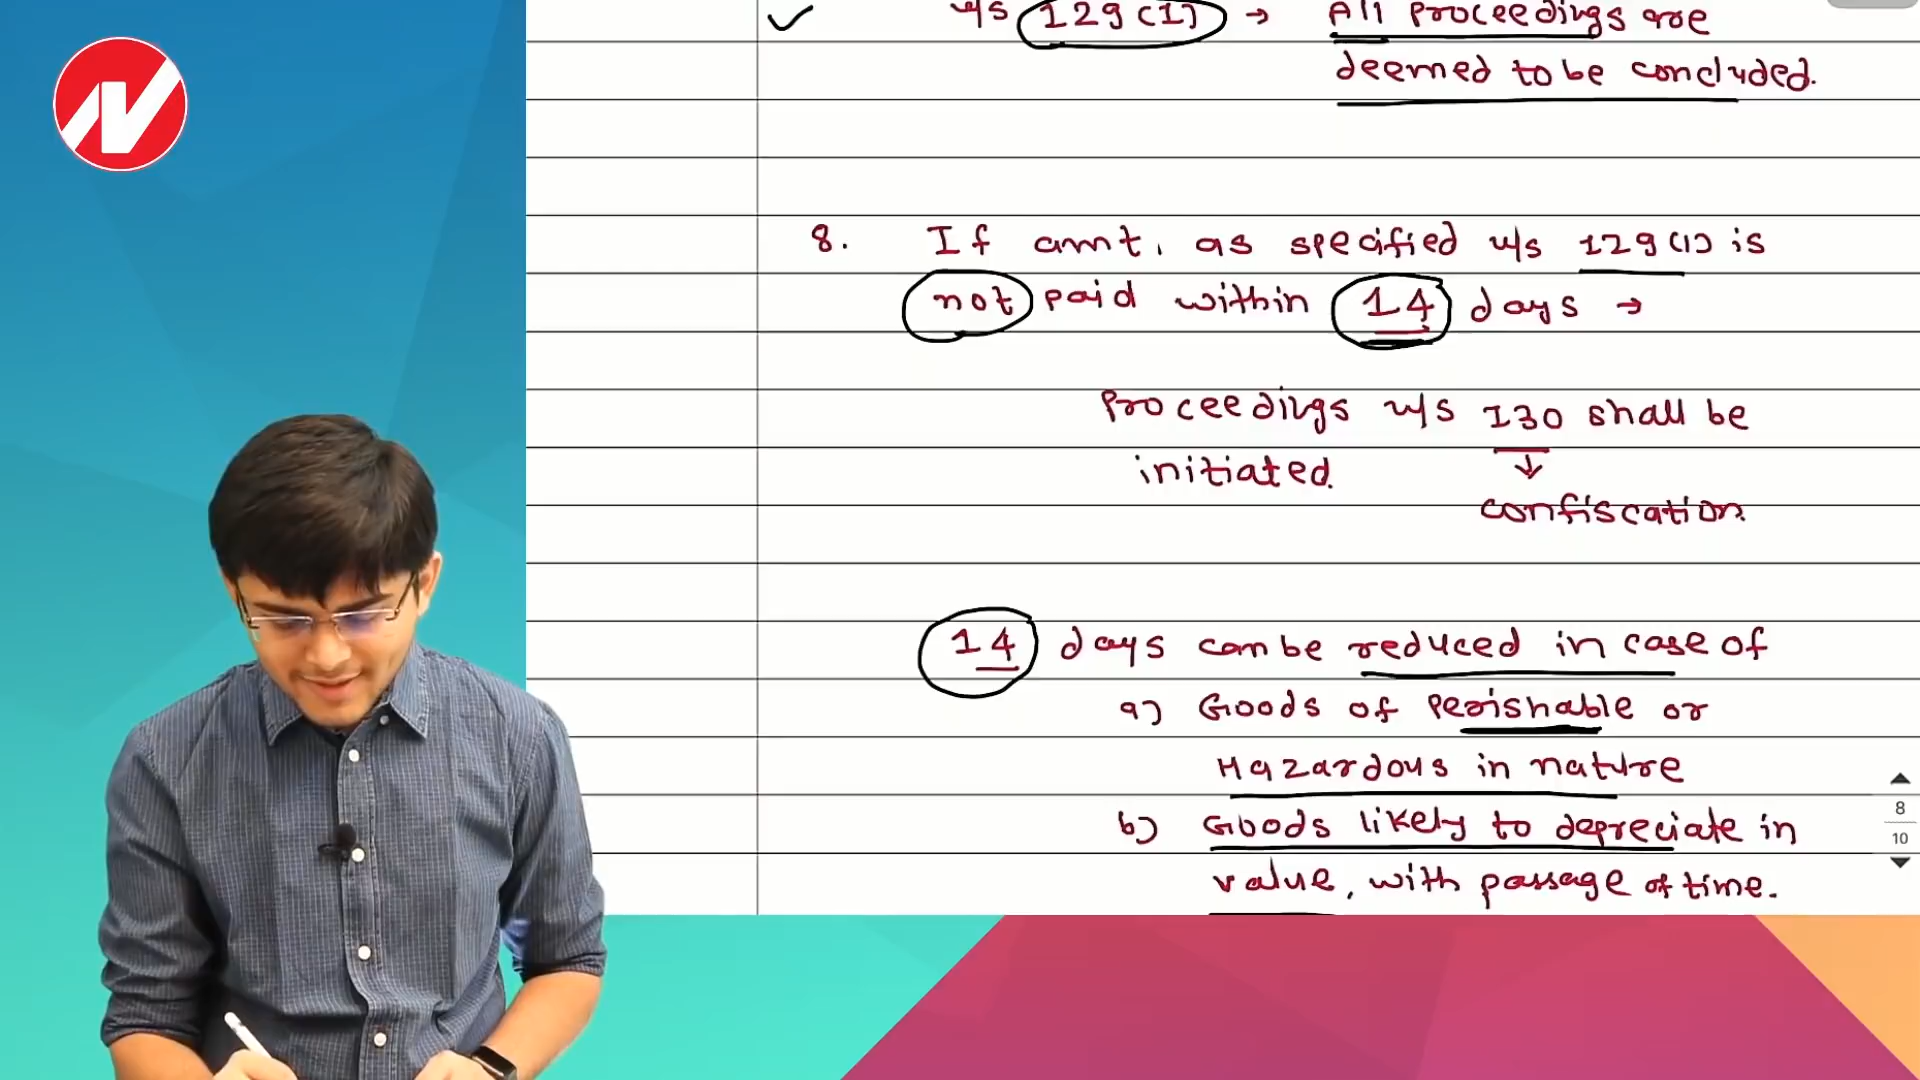 u/s 129(1) → All proceedings are
deemed to be concluded.
8. If amt. as specified u/s 129(1) is
not paid within 14 days →
Proceedings u/s 130 shall be
initiated.
↓
confiscation.
14 days can be reduced in case of
a) Goods of perishable or
Hazardous in nature
b) Goods likely to depreciate in
value, with passage of time.
8
10
N